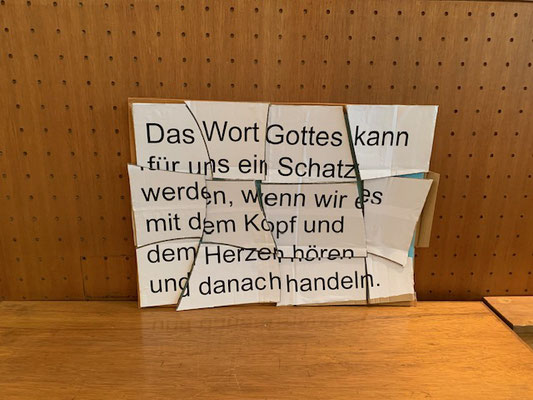 Das Wort Gottes kann
für uns ein Schatz
werden, wenn wir es
mit dem Kopf und
dem Herzen hören
und danach handeln.